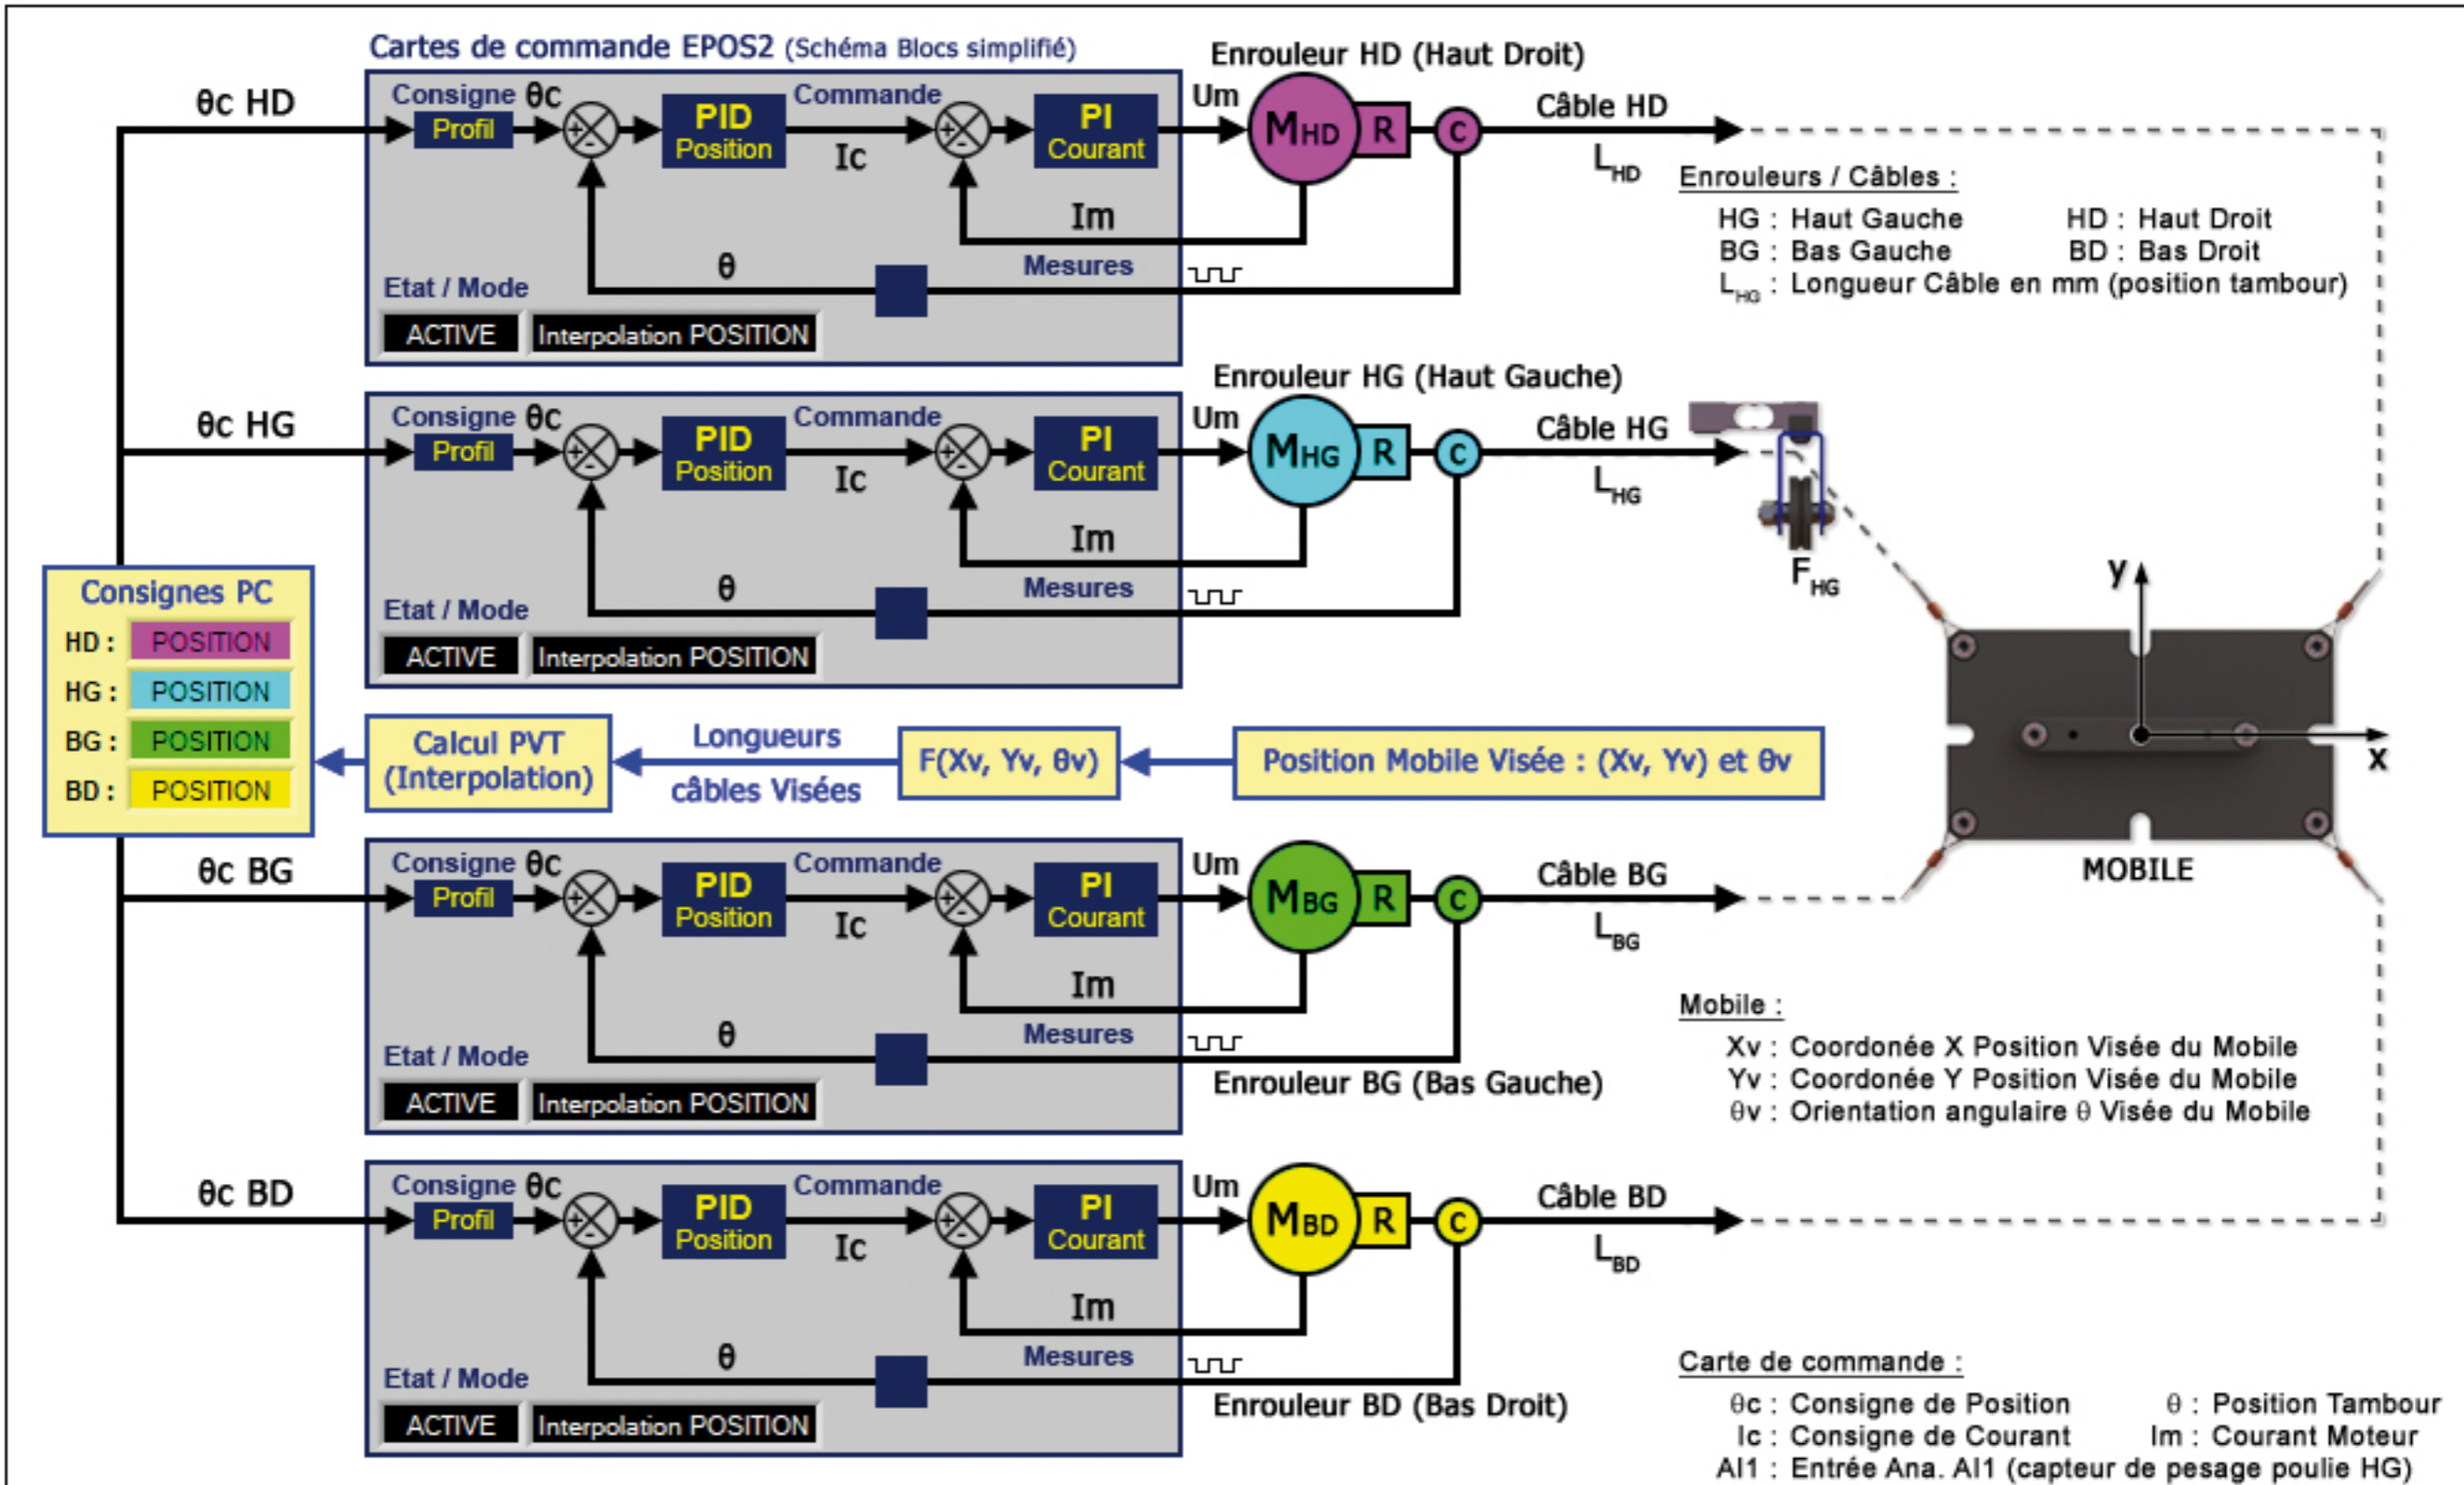 Cartes de commande EPOS2 (Schéma Blocs simplifié)
Enrouleur HD (Haut Droit)
θc HD
Consigne θc
Profil
+
-
PID
Position
Commande
Ic
+
-
PI
Courant
Um
MHD
R
C
Câble HD
LHD
Im
θ
Mesures
Etat / Mode
ACTIVE
Interpolation POSITION
Enrouleurs / Câbles :
HG : Haut Gauche HD : Haut Droit
BG : Bas Gauche BD : Bas Droit
LHG : Longueur Câble en mm (position tambour)
Enrouleur HG (Haut Gauche)
θc HG
Consigne θc
Profil
+
-
PID
Position
Commande
Ic
+
-
PI
Courant
Um
MHG
R
C
Câble HG
LHG
FHG
Im
θ
Mesures
Etat / Mode
ACTIVE
Interpolation POSITION
Consignes PC
HD : POSITION
HG : POSITION
BG : POSITION
BD : POSITION
Calcul PVT
(Interpolation)
Longueurs
câbles Visées
F(Xv, Yv, θv)
Position Mobile Visée : (Xv, Yv) et θv
y
x
MOBILE
θc BG
Consigne θc
Profil
+
-
PID
Position
Commande
Ic
+
-
PI
Courant
Um
MBG
R
C
Câble BG
LBG
Im
θ
Mesures
Etat / Mode
ACTIVE
Interpolation POSITION
Enrouleur BG (Bas Gauche)
Mobile :
Xv : Coordonée X Position Visée du Mobile
Yv : Coordonée Y Position Visée du Mobile
θv : Orientation angulaire θ Visée du Mobile
θc BD
Consigne θc
Profil
+
-
PID
Position
Commande
Ic
+
-
PI
Courant
Um
MBD
R
C
Câble BD
LBD
Im
θ
Mesures
Etat / Mode
ACTIVE
Interpolation POSITION
Enrouleur BD (Bas Droit)
Carte de commande :
θc : Consigne de Position θ : Position Tambour
Ic : Consigne de Courant Im : Courant Moteur
AI1 : Entrée Ana. AI1 (capteur de pesage poulie HG)